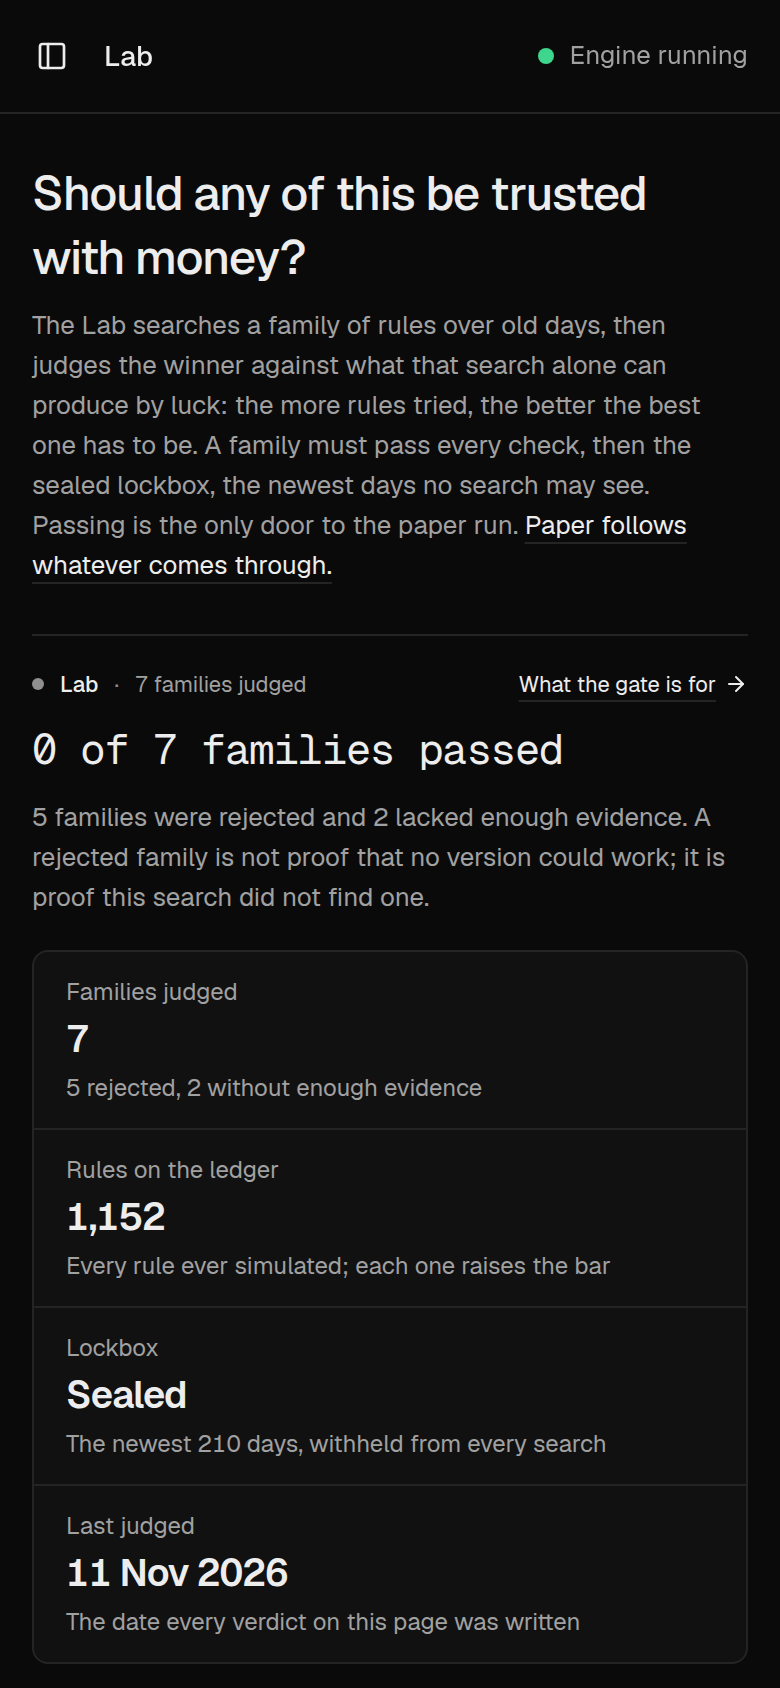 Lab
Engine running
Should any of this be trusted
with money?
The Lab searches a family of rules over old days, then
judges the winner against what that search alone can
produce by luck: the more rules tried, the better the best
one has to be. A family must pass every check, then the
sealed lockbox, the newest days no search may see.
Passing is the only door to the paper run. Paper follows
whatever comes through.
Lab · 7 families judged
What the gate is for →
0 of 7 families passed
5 families were rejected and 2 lacked enough evidence. A
rejected family is not proof that no version could work; it is
proof this search did not find one.
Families judged
7
5 rejected, 2 without enough evidence
Rules on the ledger
1,152
Every rule ever simulated; each one raises the bar
Lockbox
Sealed
The newest 210 days, withheld from every search
Last judged
11 Nov 2026
The date every verdict on this page was written